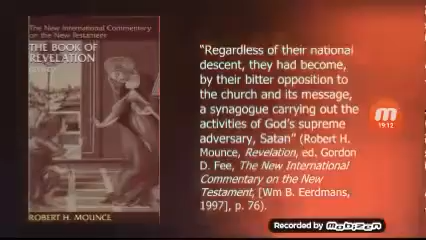 The New International Commentary
on the New Testament
THE BOOK OF
REVELATION
ROBERT H. MOUNCE
"Regardless of their national
descent, they had become,
by their bitter opposition to
the church and its message,
a synagogue carrying out the
activities of God's supreme
adversary, Satan" (Robert H.
Mounce, Revelation, ed. Gordon
D. Fee, The New International
Commentary on the New
Testament, [Wm B. Eerdmans,
1997], p. 76).
19:12
Recorded by mobizen